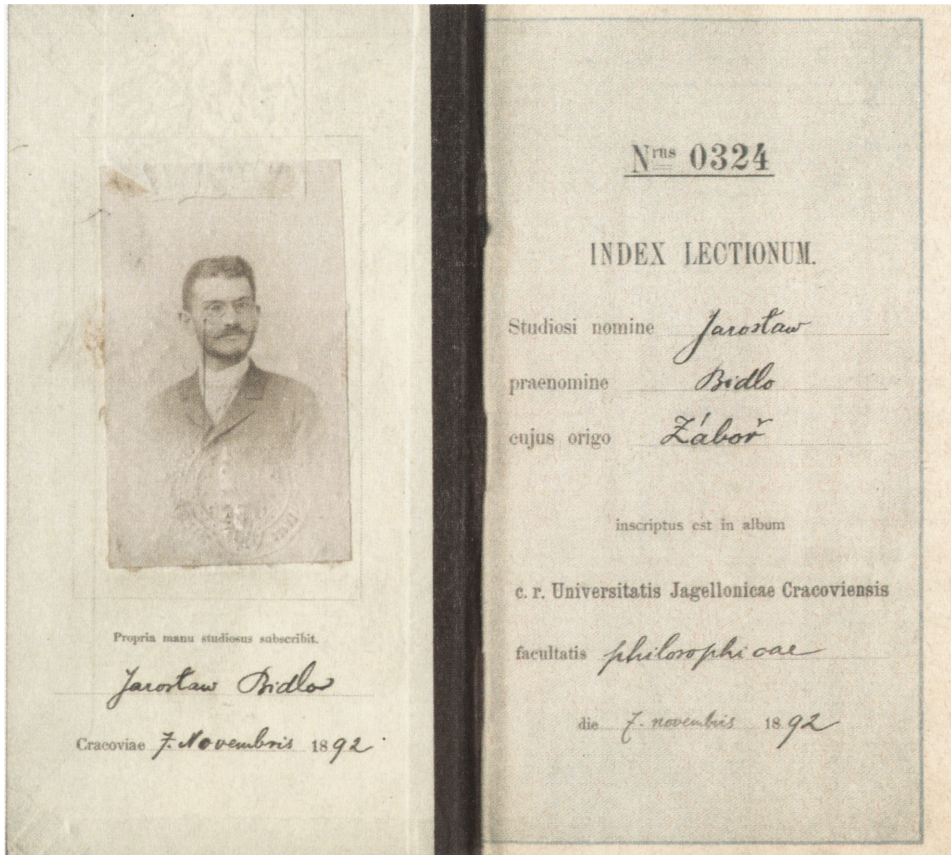 Propria manu studiosus subscribit.
Jarosław Bidlo
Cracoviae 7. Novembris 1892.
Nrus 0324
INDEX LECTIONUM.
Studiosi nomine Jarosław
praenomine Bidlo
cujus origo Záboř
inscriptus est in album
c. r. Universitatis Jagellonicae Cracoviensis
facultatis philosophicae
die 7. novembris 1892